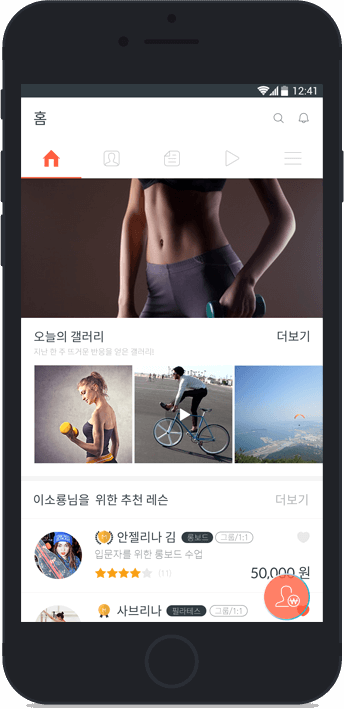 12:41
홈
오늘의 갤러리 더보기
지난 한 주 뜨거운 반응을 얻은 갤러리!
이소룡님을 위한 추천 레슨 더보기
안젤리나 김 롱보드 그룹/1:1
입문자를 위한 롱보드 수업
(11) 50,000 원
사브리나 필라테스 그룹/1:1